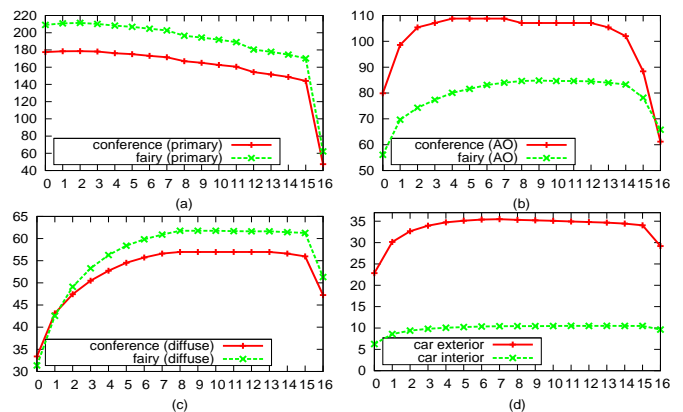 220
200
180
160
140
120
100
80
60
40
conference (primary)
fairy (primary)
0 1 2 3 4 5 6 7 8 9 10 11 12 13 14 15 16
(a)
110
100
90
80
70
60
50
conference (AO)
fairy (AO)
0 1 2 3 4 5 6 7 8 9 10 11 12 13 14 15 16
(b)
65
60
55
50
45
40
35
30
conference (diffuse)
fairy (diffuse)
0 1 2 3 4 5 6 7 8 9 10 11 12 13 14 15 16
(c)
35
30
25
20
15
10
5
0
car exterior
car interior
0 1 2 3 4 5 6 7 8 9 10 11 12 13 14 15 16
(d)